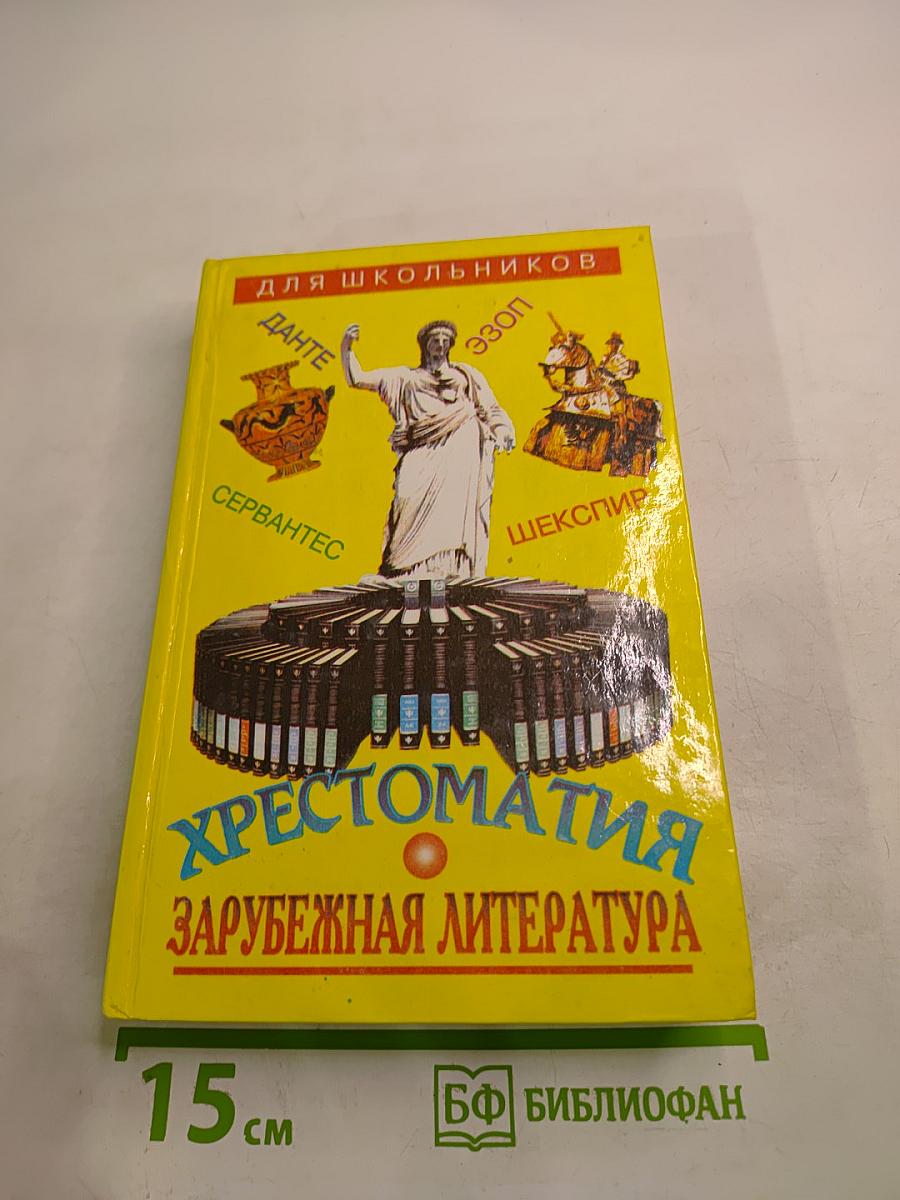 ДЛЯ ШКОЛЬНИКОВ
ДАНТЕ
ЭЗОП
СЕРВАНТЕС
ШЕКСПИР
ХРЕСТОМАТИЯ
ЗАРУБЕЖНАЯ ЛИТЕРАТУРА
15 см
БФ БИБЛИОФАН